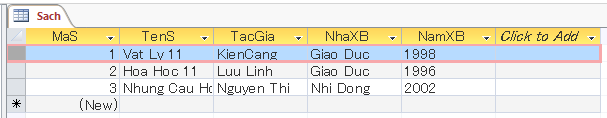 Sach
MaS TenS TacGia NhaXB NamXB Click to Add
1 Vat Ly 11 KienCang Giao Duc 1998
2 Hoa Hoc 11 Luu Linh Giao Duc 1996
3 Nhung Cau Nguyen Thi Nhi Dong 2002
(New)